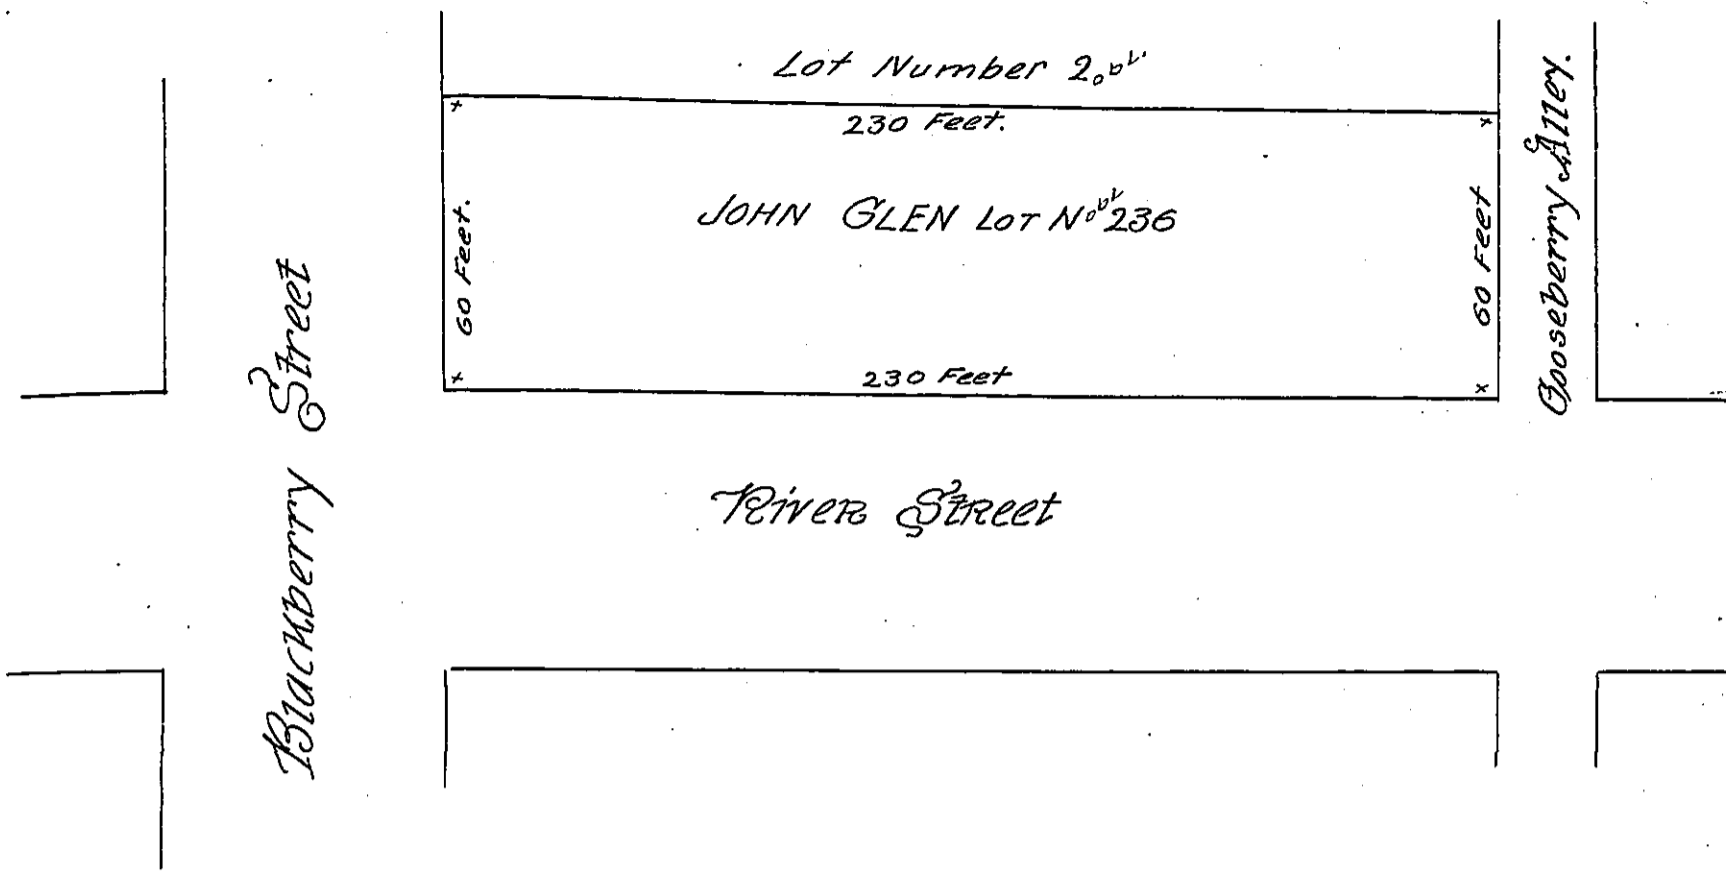 Lot Number 2
230 Feet.
JOHN GLEN LOT No 236
60 Feet.
60 Feet
230 Feet
Gooseberry Alley.
Blackberry Street
River Street